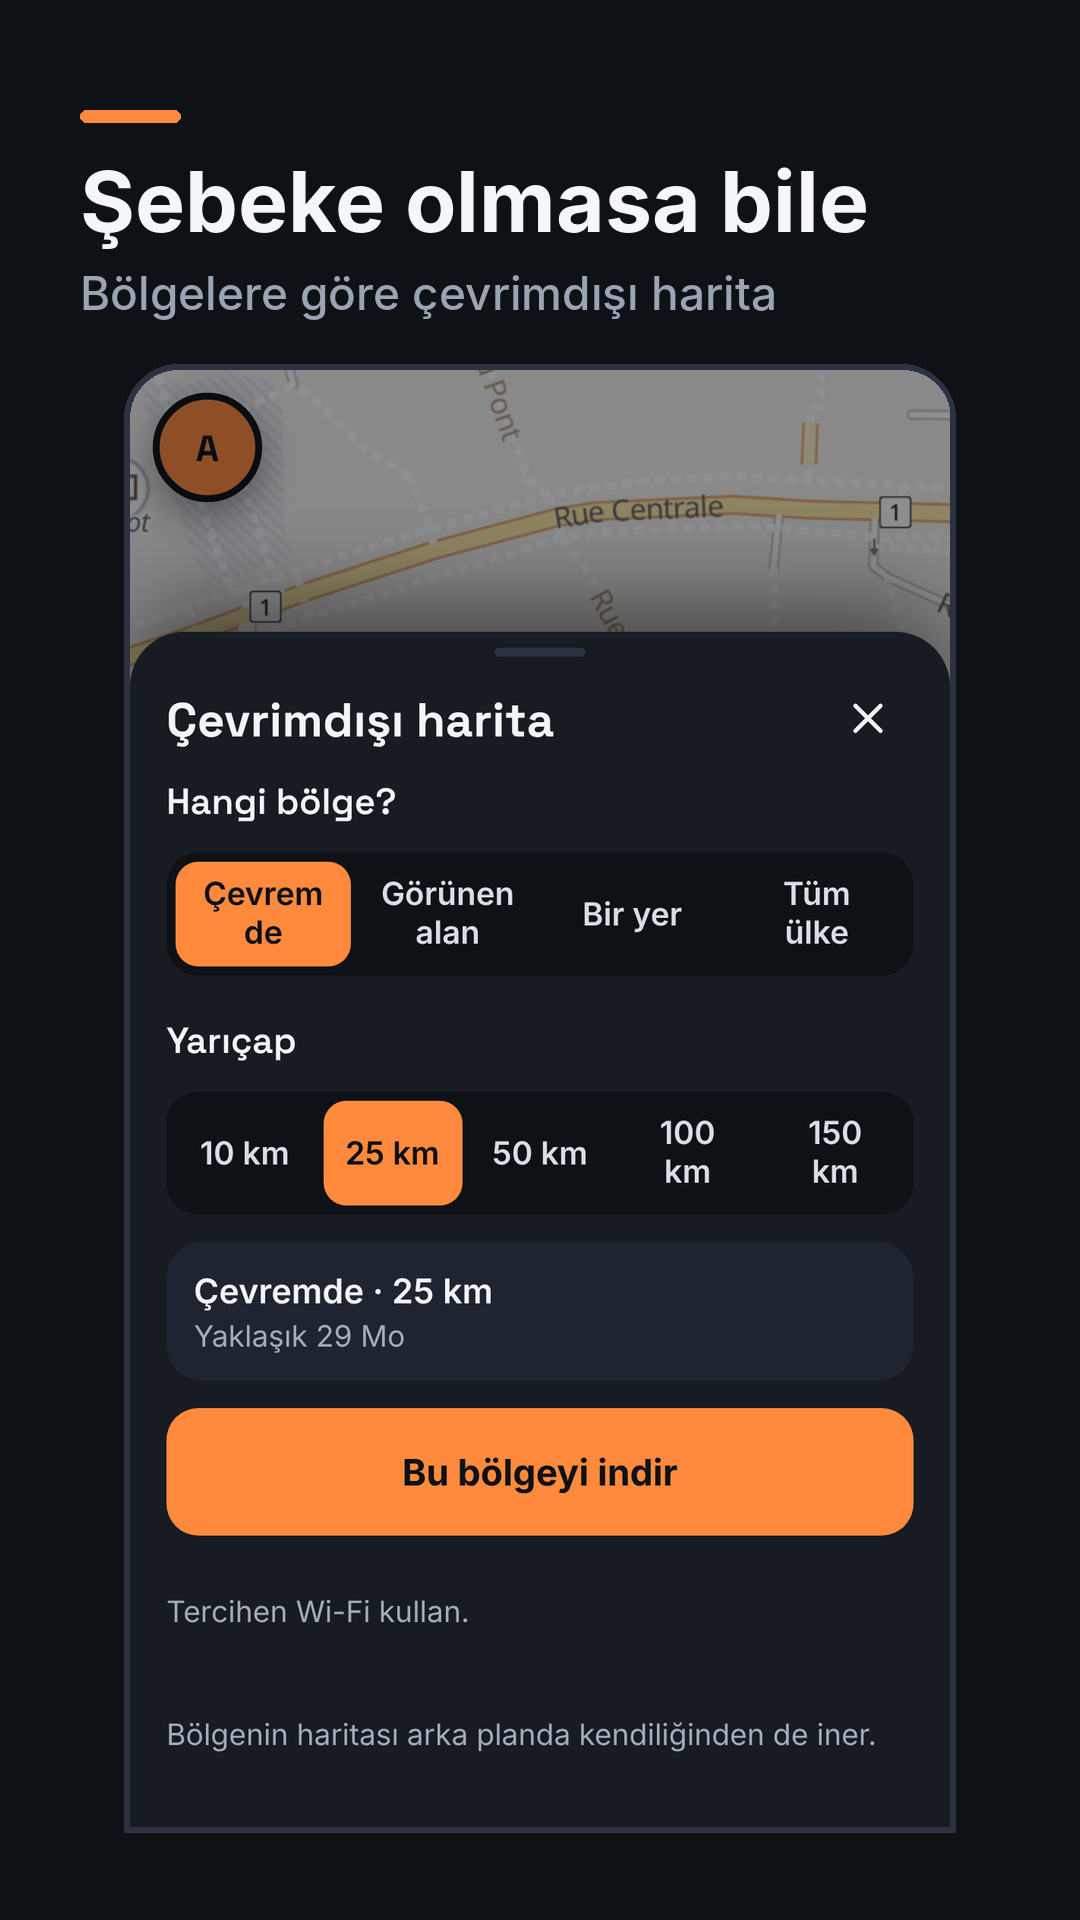 Şebeke olmasa bile
Bölgelere göre çevrimdışı harita
A
Pont
Rue Centrale
1
ot
1
Rue
Çevrimdışı harita
Hangi bölge?
Çevrem
de
Görünen
alan
Bir yer
Tüm
ülke
Yarıçap
10 km
25 km
50 km
100
km
150
km
Çevremde · 25 km
Yaklaşık 29 Mo
Bu bölgeyi indir
Tercihen Wi-Fi kullan.
Bölgenin haritası arka planda kendiliğinden de iner.